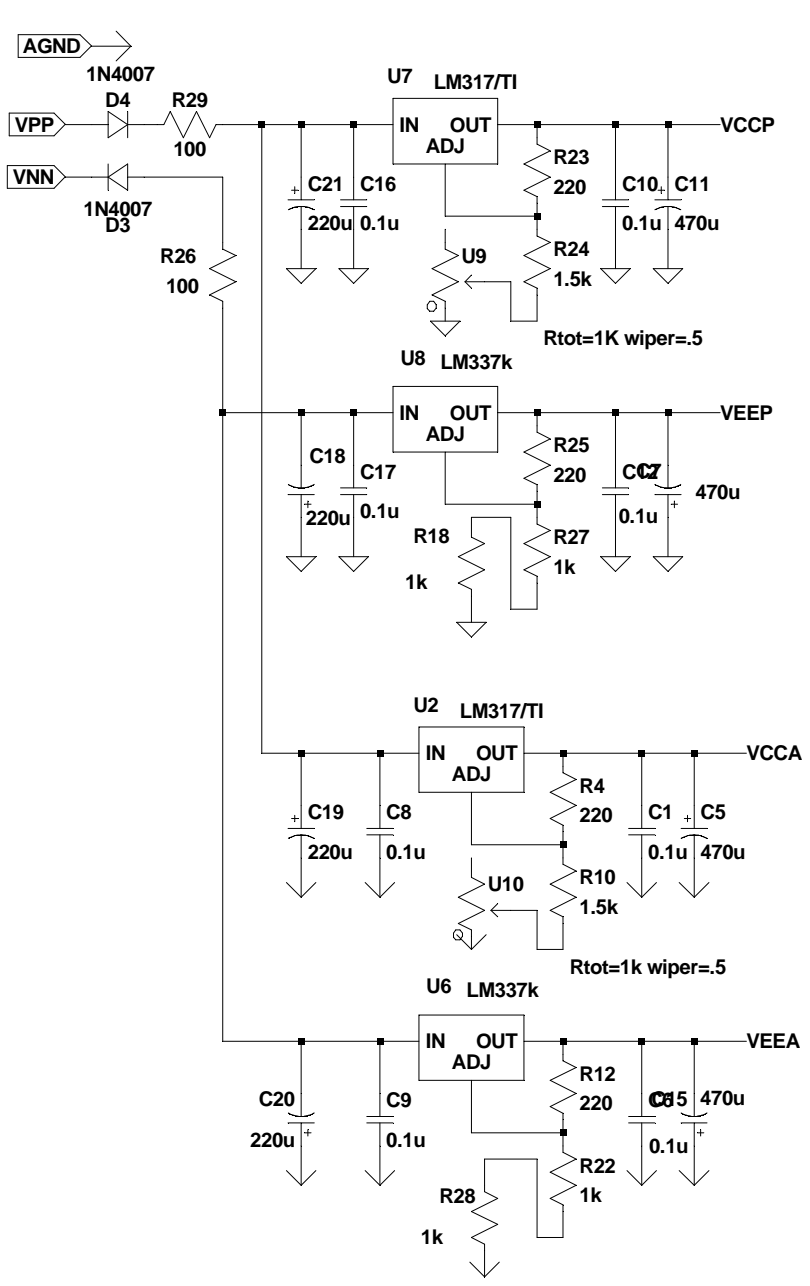 AGND
1N4007
D4
R29
VPP
100
VNN
1N4007
D3
R26
100
U7
LM317/TI
IN
OUT
ADJ
VCCP
C21
220u
C16
0.1u
R23
220
C10
0.1u
C11
470u
U9
R24
1.5k
Rtot=1K wiper=.5
U8
LM337k
IN
OUT
ADJ
VEEP
C18
220u
C17
0.1u
R25
220
0.1u
C7
470u
R18
1k
R27
1k
U2
LM317/TI
IN
OUT
ADJ
VCCA
C19
220u
C8
0.1u
R4
220
C1
0.1u
C5
470u
U10
R10
1.5k
Rtot=1k wiper=.5
U6
LM337k
IN
OUT
ADJ
VEEA
C20
220u
C9
0.1u
R12
220
0.1u
470u
R28
1k
R22
1k